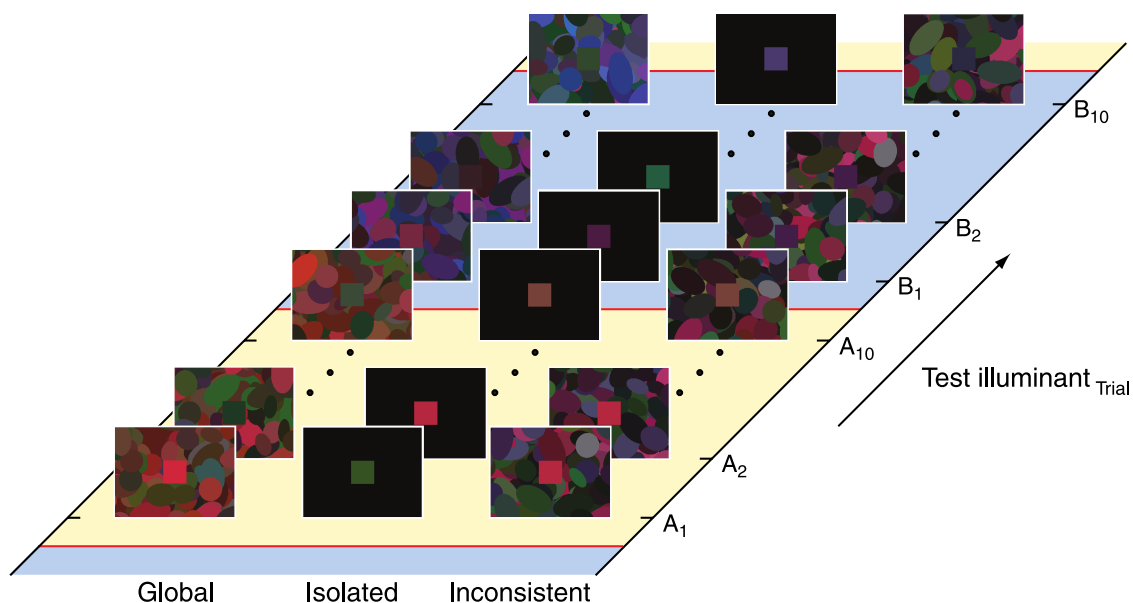 B10
B2
B1
A10
Test illuminant Trial
A2
A1
Global Isolated Inconsistent